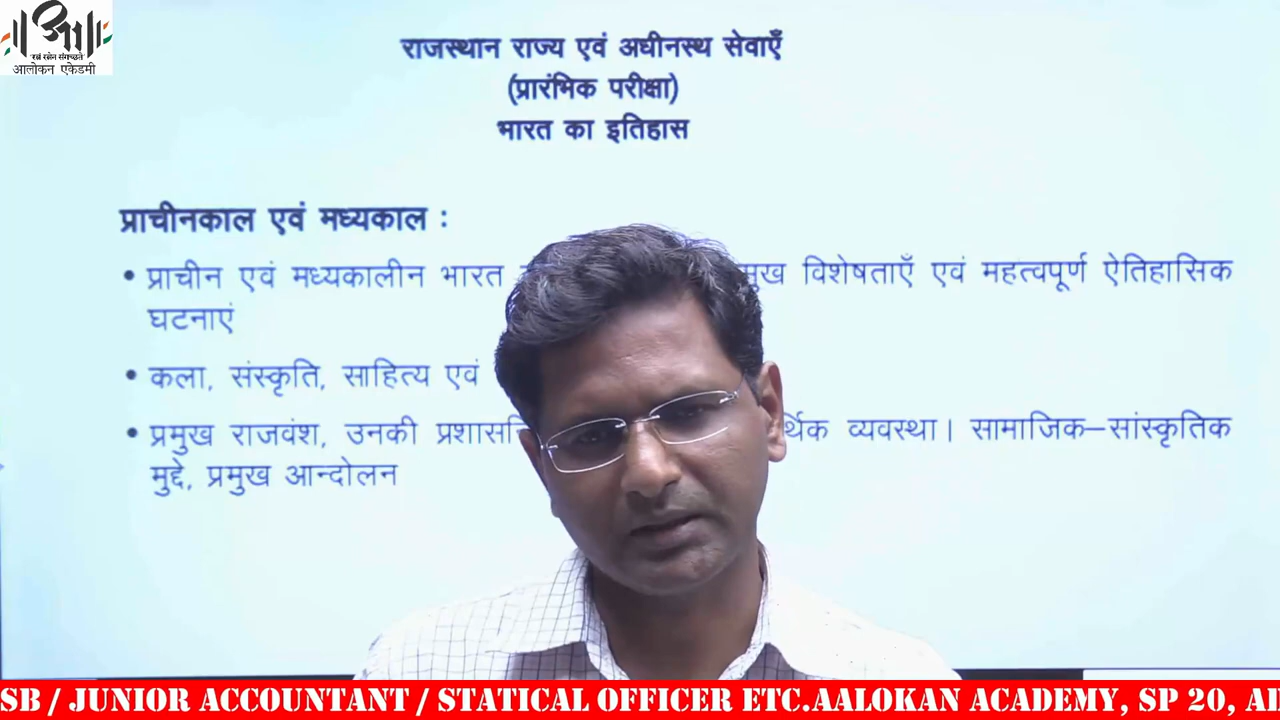 आलोकन एकेडमी
राजस्थान राज्य एवं अधीनस्थ सेवाएँ
(प्रारंभिक परीक्षा)
भारत का इतिहास
प्राचीनकाल एवं मध्यकाल :
• प्राचीन एवं मध्यकालीन भारत विशेषताएँ एवं महत्वपूर्ण ऐतिहासिक
घटनाएं
• कला, संस्कृति, साहित्य एवं
• प्रमुख राजवंश, उनकी व्यवस्था। सामाजिक–सांस्कृतिक
मुद्दे, प्रमुख आन्दोलन
SB / JUNIOR ACCOUNTANT / STATICAL OFFICER ETC.AALOKAN ACADEMY, SP 20,